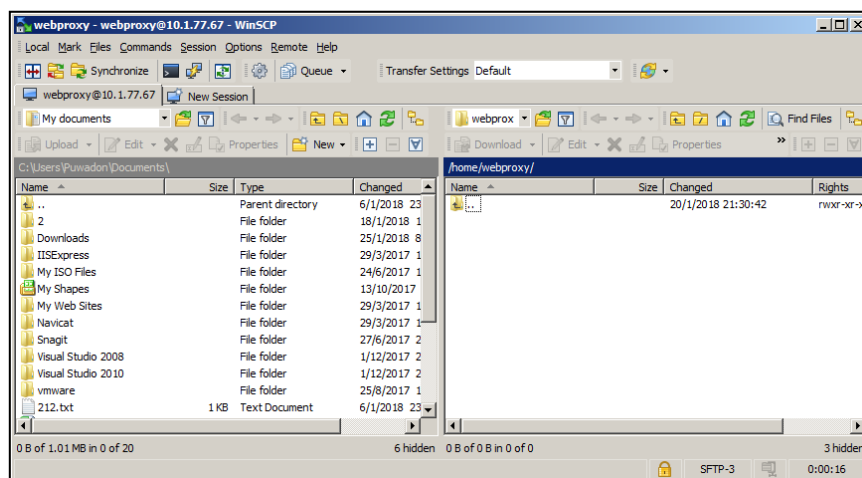 webproxy - webproxy@10.1.77.67 - WinSCP
Local Mark Files Commands Session Options Remote Help
Synchronize Queue Transfer Settings Default
webproxy@10.1.77.67 New Session
My documents webprox Find Files
Upload Edit Properties New Download Edit Properties »
C:\Users\Puwadon\Documents\ /home/webproxy/
Name Size Type Changed Name Size Changed Rights
.. Parent directory 6/1/2018 23 .. 20/1/2018 21:30:42 rwxr-xr-x
2 File folder 18/1/2018 1
Downloads File folder 25/1/2018 8
IISExpress File folder 29/3/2017 1
My ISO Files File folder 24/6/2017 1
My Shapes File folder 13/10/2017
My Web Sites File folder 29/3/2017 1
Navicat File folder 29/3/2017 1
Snagit File folder 27/6/2017 2
Visual Studio 2008 File folder 1/12/2017 2
Visual Studio 2010 File folder 1/12/2017 2
vmware File folder 25/8/2017 1
212.txt 1 KB Text Document 6/1/2018 23
0 B of 1.01 MB in 0 of 20 6 hidden 0 B of 0 B in 0 of 0 3 hidden
SFTP-3 0:00:16